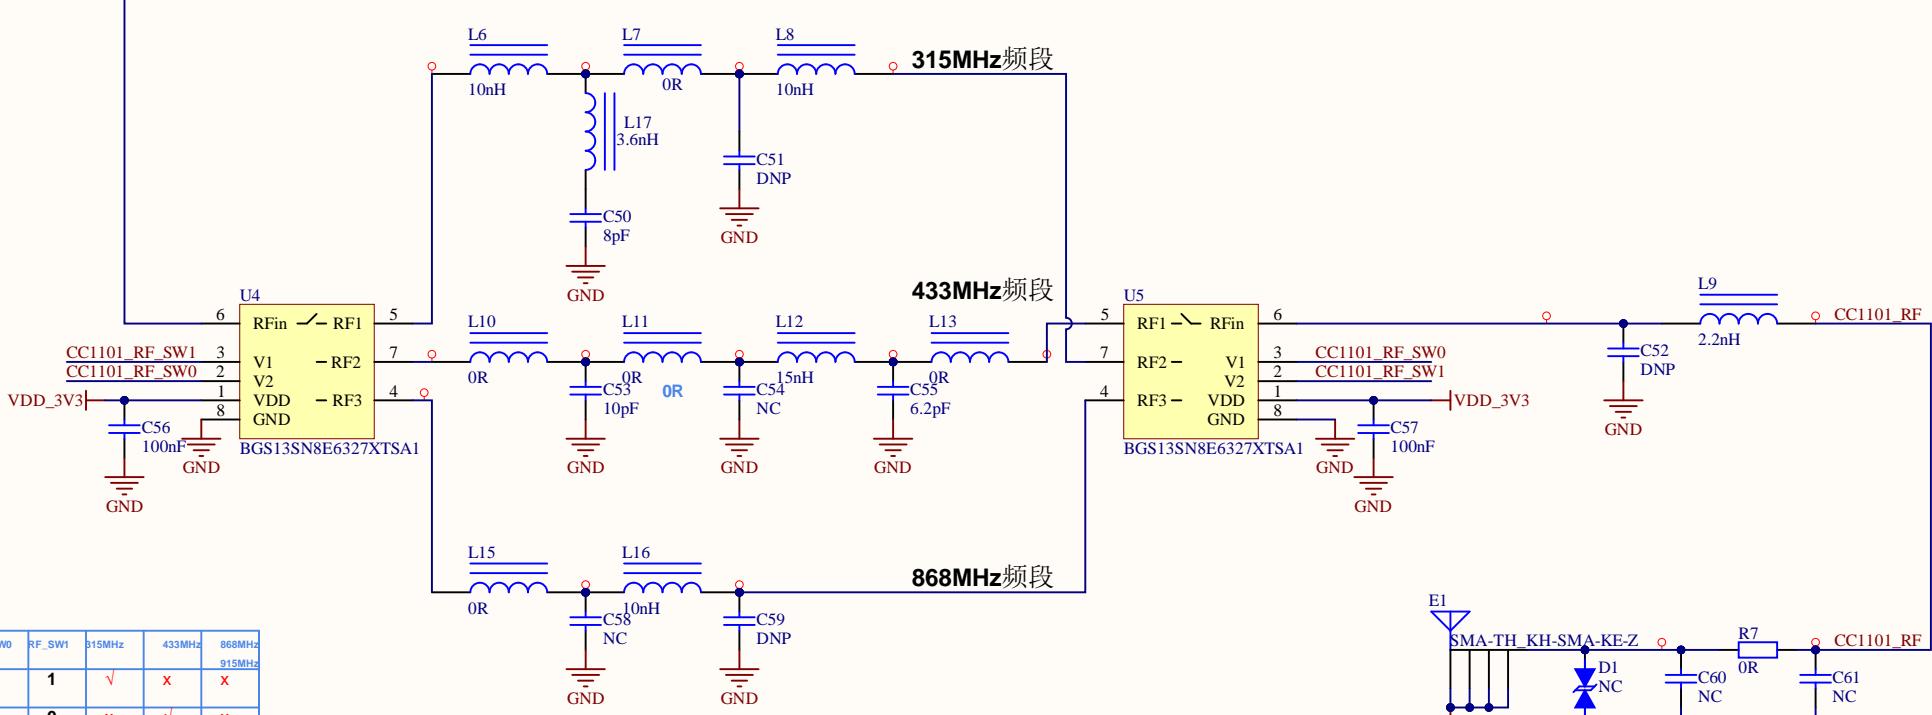 L6
L7
L8
315MHz频段
10nH
0R
10nH
L17
3.6nH
C51
DNP
C50
8pF
GND
GND
433MHz频段
U4
6 RFin RF1 5
CC1101_RF_SW1 3 V1 RF2 7
CC1101_RF_SW0 2 V2
VDD_3V3 1 VDD RF3 4
8 GND
C56
100nF
GND
GND
BGS13SN8E6327XTSA1
L10
L11
L12
L13
0R
0R
15nH
0R
C53
10pF
0R
C54
NC
C55
6.2pF
GND
GND
GND
U5
5 RF1 RFin 6
7 RF2 V1 3 CC1101_RF_SW0
V2 2 CC1101_RF_SW1
4 RF3 VDD 1 VDD_3V3
GND 8
BGS13SN8E6327XTSA1
GND
C57
100nF
GND
L9
2.2nH
CC1101_RF
C52
DNP
GND
L15
L16
868MHz频段
0R
10nH
C58
NC
C59
DNP
GND
GND
E1
SMA-TH_KH-SMA-KE-Z
R7
0R
CC1101_RF
D1
NC
C60
NC
C61
NC
W0 RF_SW1 315MHz 433MHz 868MHz
915MHz
1 √ x x